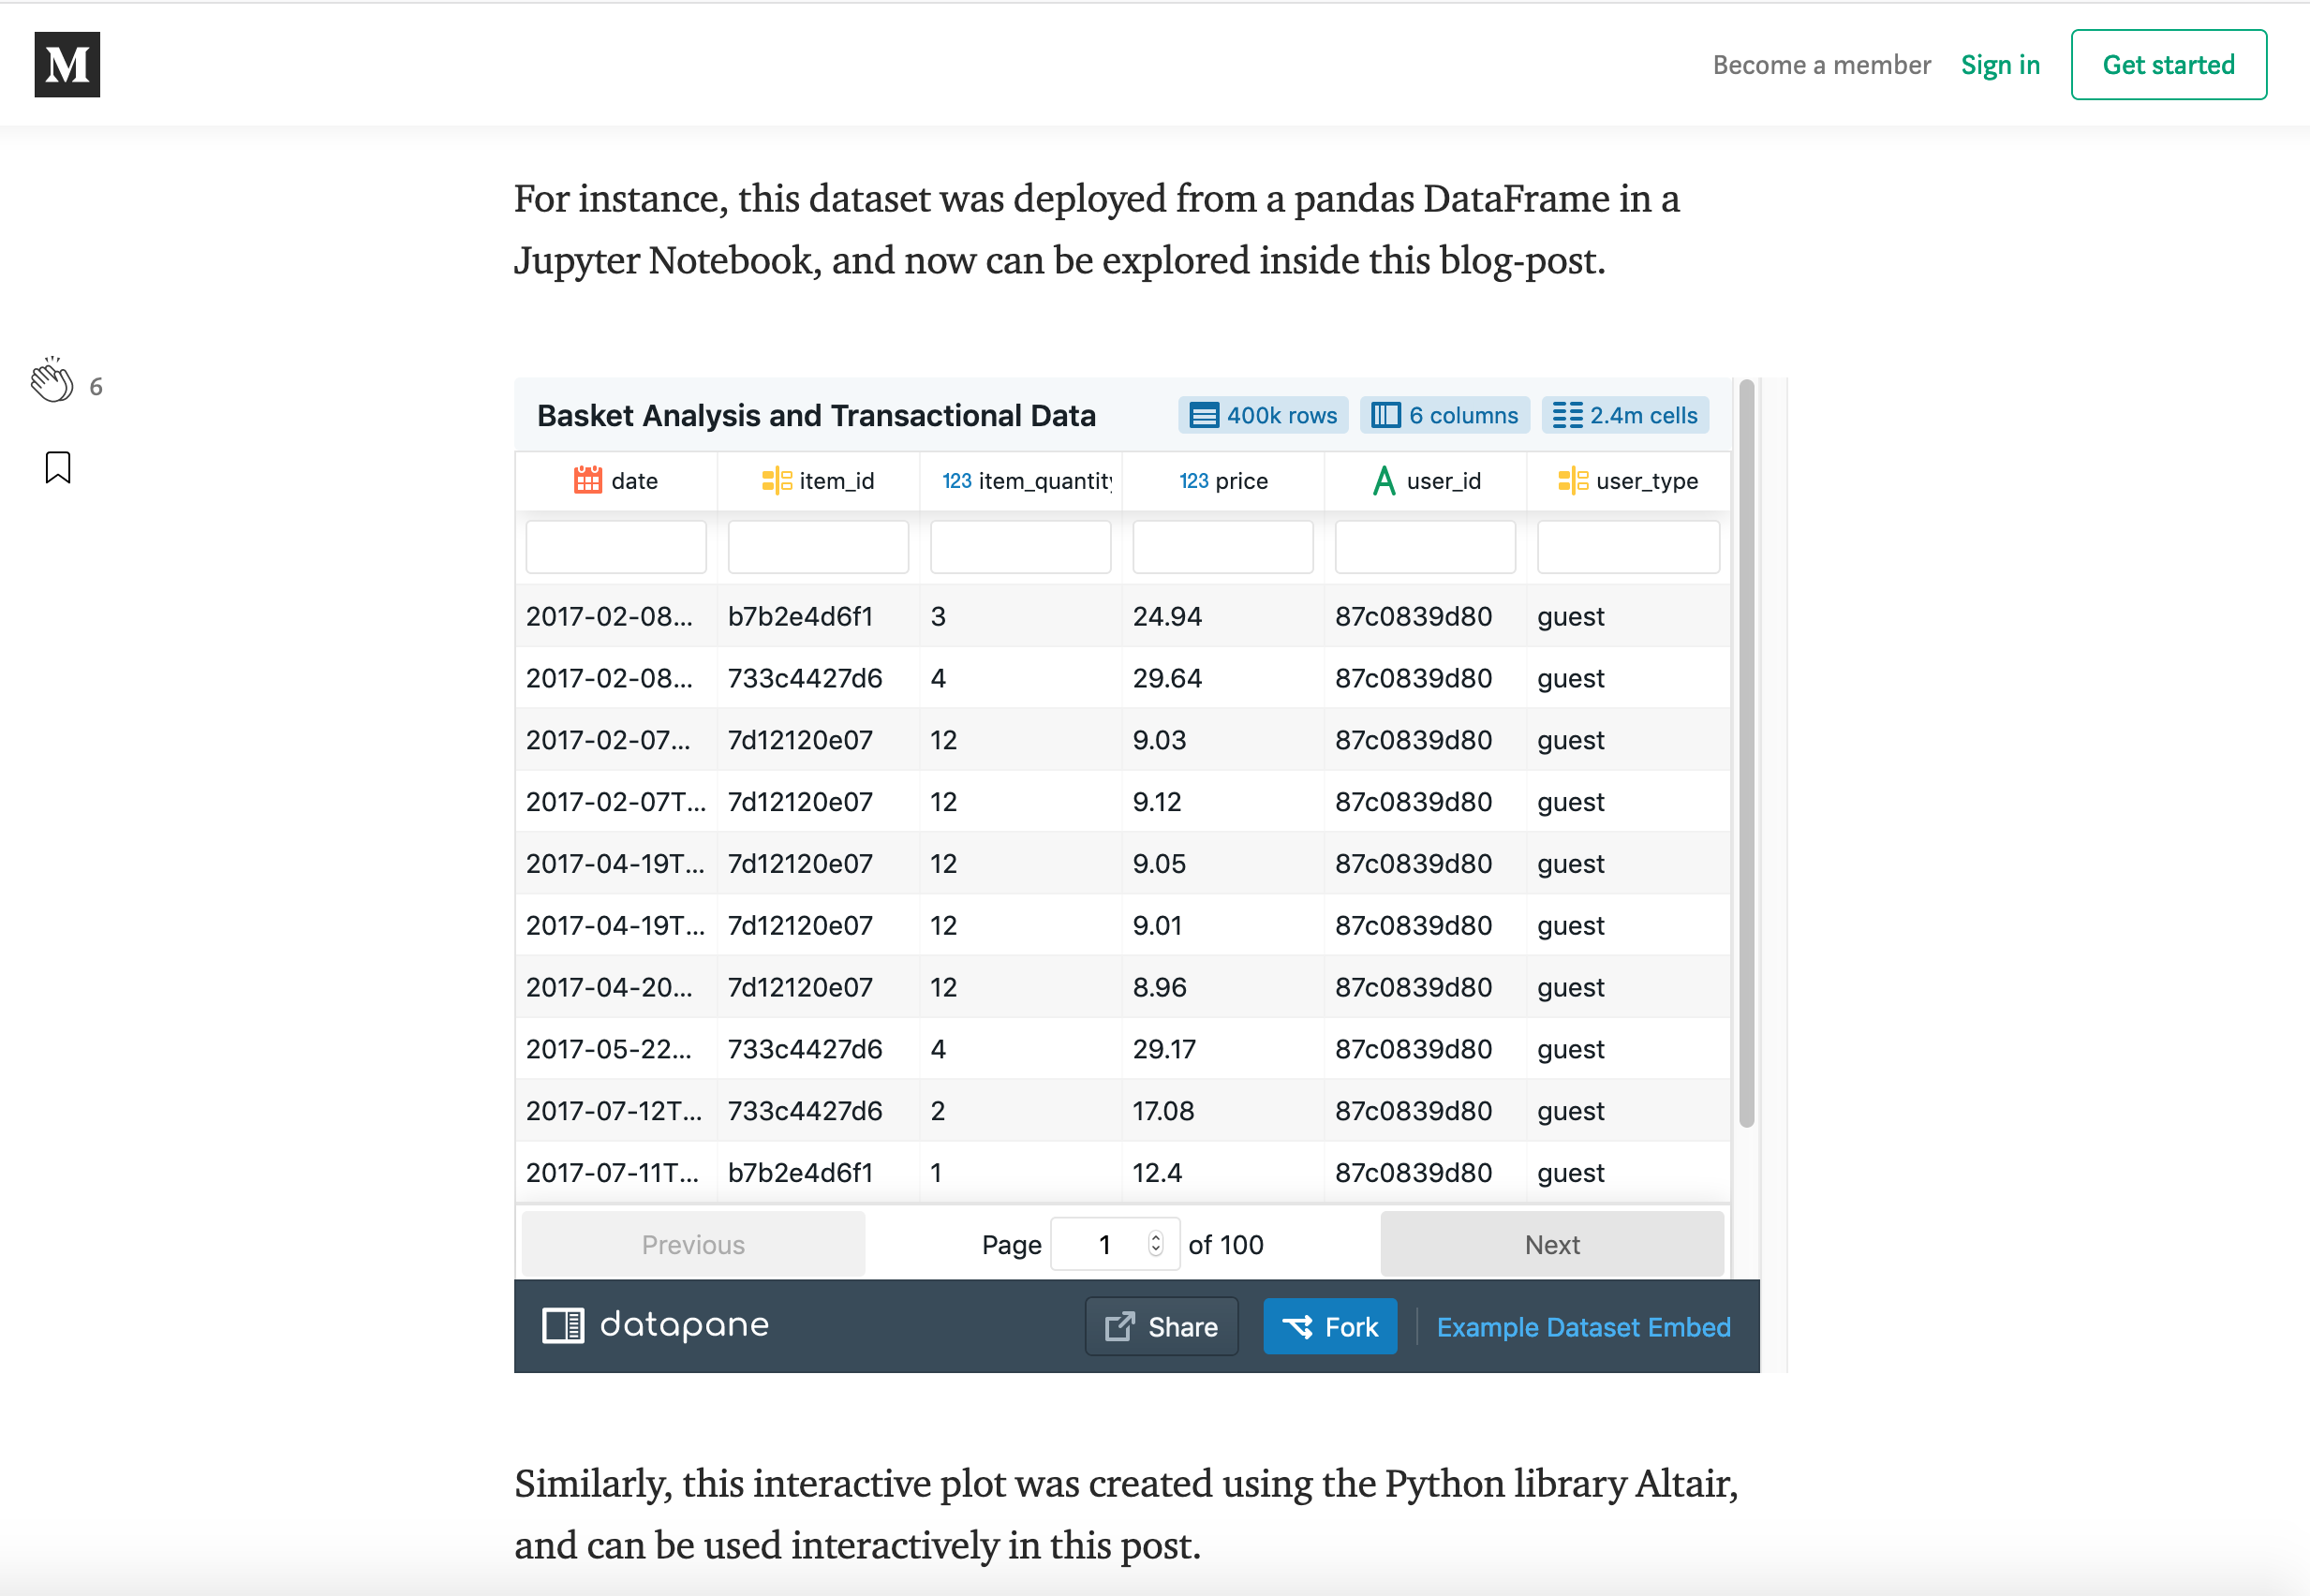 M
Become a member Sign in Get started
For instance, this dataset was deployed from a pandas DataFrame in a
Jupyter Notebook, and now can be explored inside this blog-post.
6
Basket Analysis and Transactional Data 400k rows 6 columns 2.4m cells
date item_id 123 item_quantity 123 price A user_id user_type
2017-02-08... b7b2e4d6f1 3 24.94 87c0839d80 guest
2017-02-08... 733c4427d6 4 29.64 87c0839d80 guest
2017-02-07... 7d12120e07 12 9.03 87c0839d80 guest
2017-02-07T... 7d12120e07 12 9.12 87c0839d80 guest
2017-04-19T... 7d12120e07 12 9.05 87c0839d80 guest
2017-04-19T... 7d12120e07 12 9.01 87c0839d80 guest
2017-04-20... 7d12120e07 12 8.96 87c0839d80 guest
2017-05-22... 733c4427d6 4 29.17 87c0839d80 guest
2017-07-12T... 733c4427d6 2 17.08 87c0839d80 guest
2017-07-11T... b7b2e4d6f1 1 12.4 87c0839d80 guest
Previous Page 1 of 100 Next
datapane Share Fork Example Dataset Embed
Similarly, this interactive plot was created using the Python library Altair,
and can be used interactively in this post.